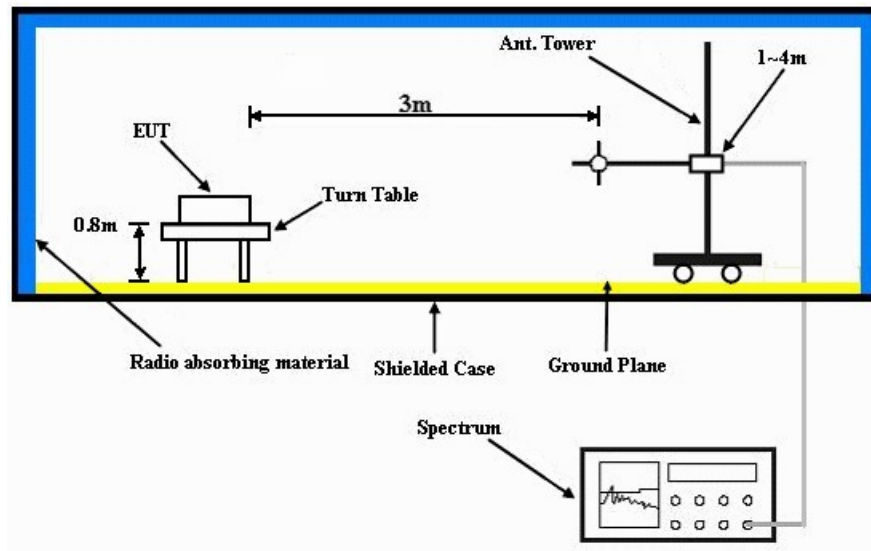 Ant. Tower
1~4m
3m
EUT
Turn Table
0.8m
Radio absorbing material
Shielded Case
Ground Plane
Spectrum